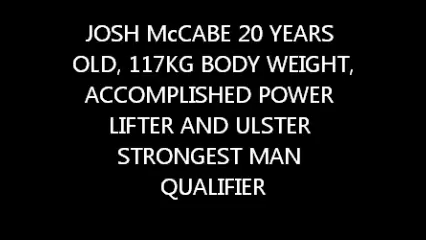 JOSH McCABE 20 YEARS
OLD, 117KG BODY WEIGHT,
ACCOMPLISHED POWER
LIFTER AND ULSTER
STRONGEST MAN
QUALIFIER